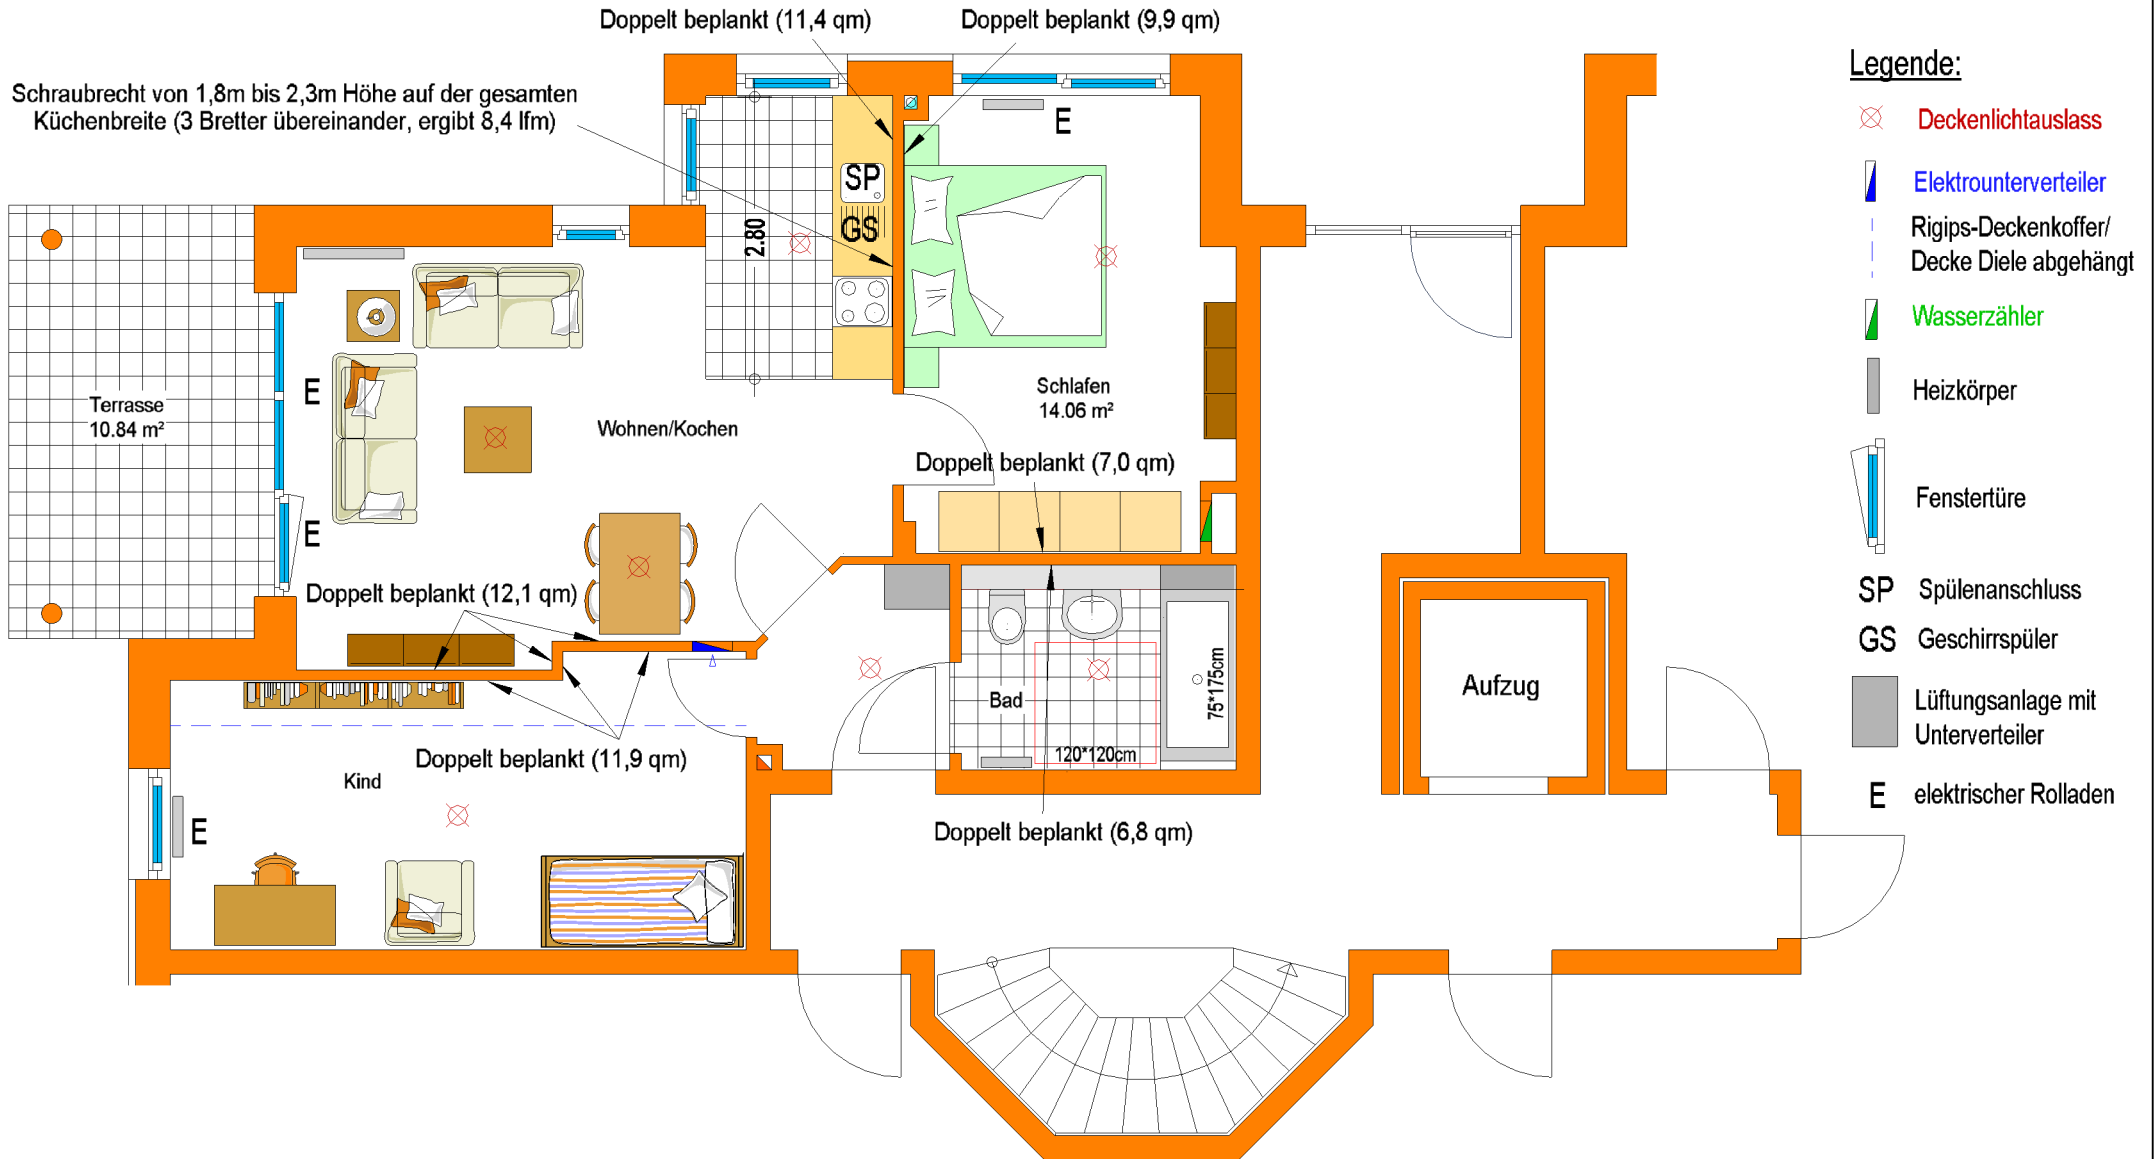 Doppelt beplankt (11,4 qm)
Doppelt beplankt (9,9 qm)
Schraubrecht von 1,8m bis 2,3m Höhe auf der gesamten
Küchenbreite (3 Bretter übereinander, ergibt 8,4 lfm)
E
SP
GS
2.80
Terrasse
10.84 m²
E
Wohnen/Kochen
Schlafen
14.06 m²
Doppelt beplankt (7,0 qm)
E
Doppelt beplankt (12,1 qm)
Bad
75*175cm
120*120cm
Doppelt beplankt (11,9 qm)
Kind
E
Doppelt beplankt (6,8 qm)
Aufzug
Legende:
Deckenlichtauslass
Elektrounterverteiler
Rigips-Deckenkoffer/
Decke Diele abgehängt
Wasserzähler
Heizkörper
Fenstertüre
SP Spülenanschluss
GS Geschirrspüler
Lüftungsanlage mit
Unterverteiler
E elektrischer Rolladen